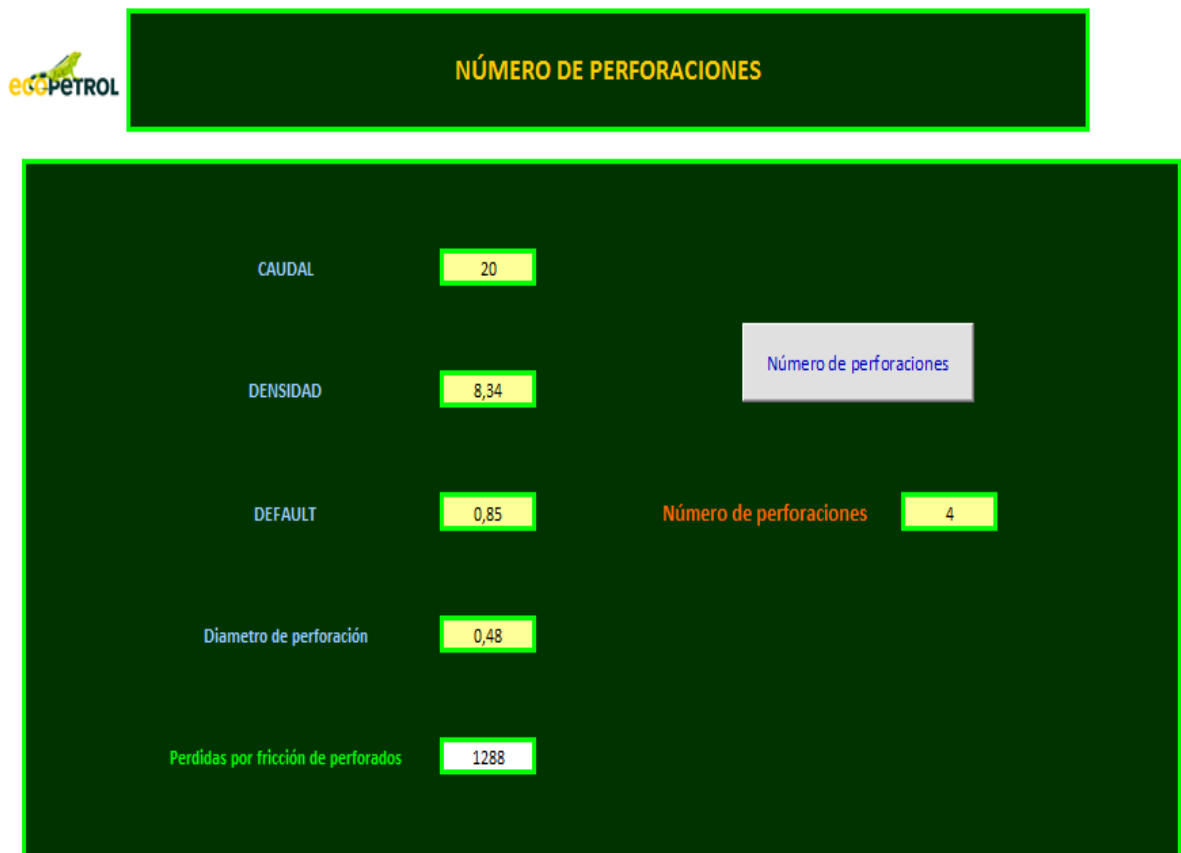 ecoPETROL
NÚMERO DE PERFORACIONES
CAUDAL 20
Número de perforaciones
DENSIDAD 8,34
DEFAULT 0,85
Número de perforaciones 4
Diametro de perforación 0,48
Perdidas por fricción de perforados 1288